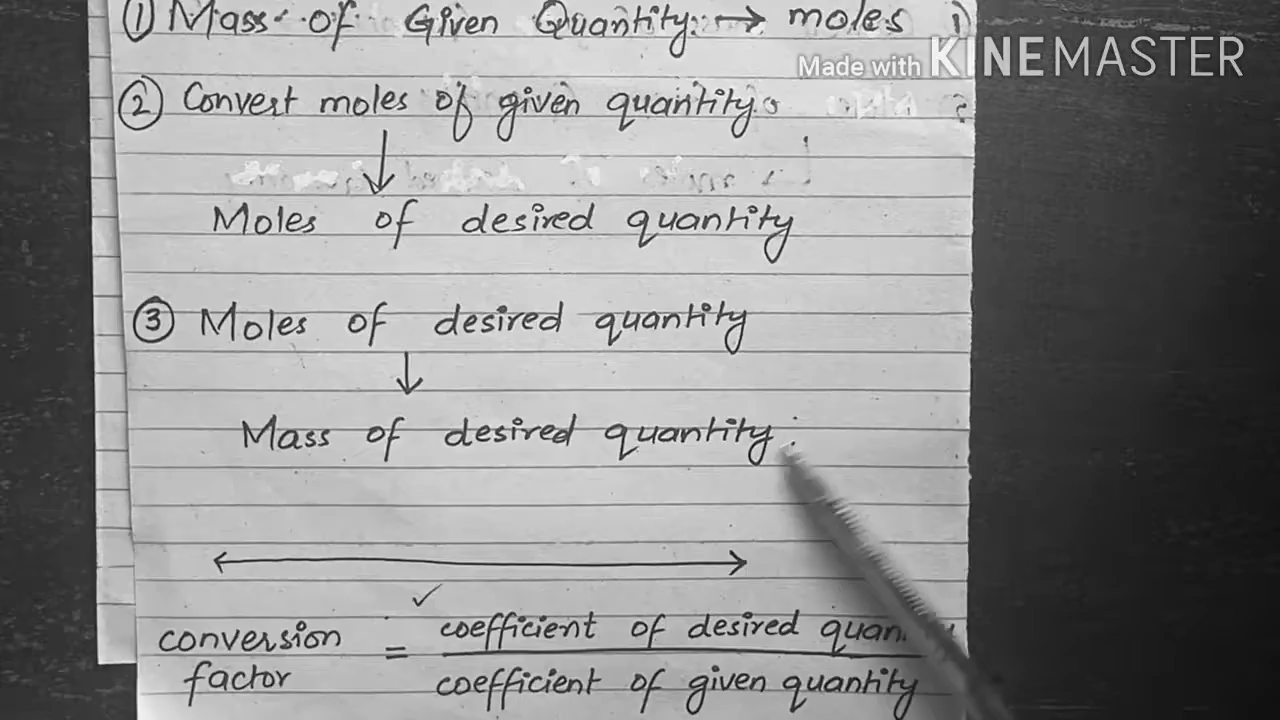 ① Mass of Given Quantity → moles
Made with KINEMASTER
② Convert moles of given quantity
↓
Moles of desired quantity
③ Moles of desired quantity
↓
Mass of desired quantity
conversion factor = coefficient of desired
coefficient of given quantity